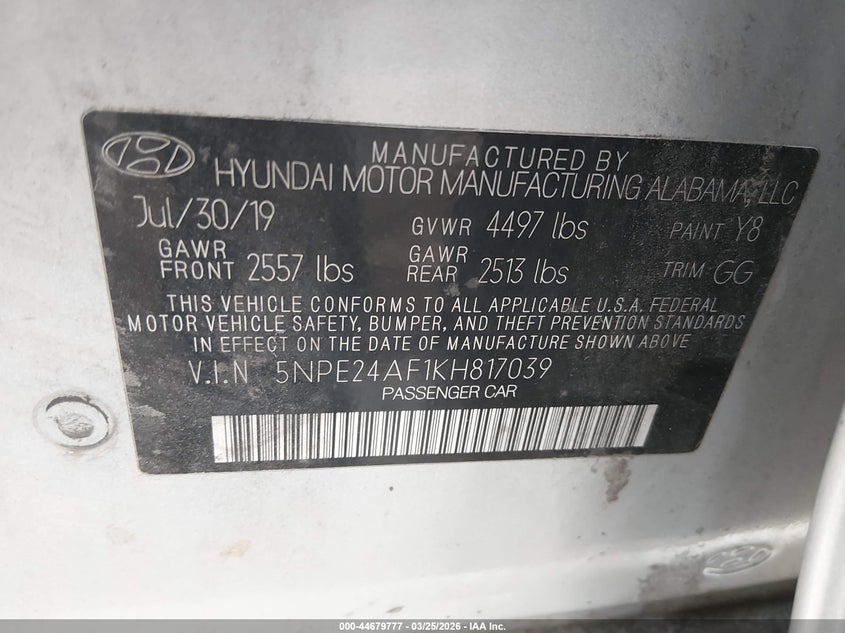 MANUFACTURED BY
HYUNDAI MOTOR MANUFACTURING ALABAMA, LLC
Jul/30/19 GVWR 4497 lbs PAINT Y8
GAWR FRONT 2557 lbs GAWR REAR 2513 lbs TRIM: GG
THIS VEHICLE CONFORMS TO ALL APPLICABLE U.S.A. FEDERAL
MOTOR VEHICLE SAFETY, BUMPER, AND THEFT PREVENTION STANDARDS
IN EFFECT ON THE DATE OF MANUFACTURE SHOWN ABOVE
V.I.N 5NPE24AF1KH817039
PASSENGER CAR
000-44679777 - 03/25/2026 - IAA Inc.